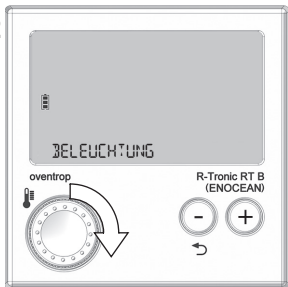 BELEUCHTUNG
oventrop
R-Tronic RT B
(ENOCEAN)
- +